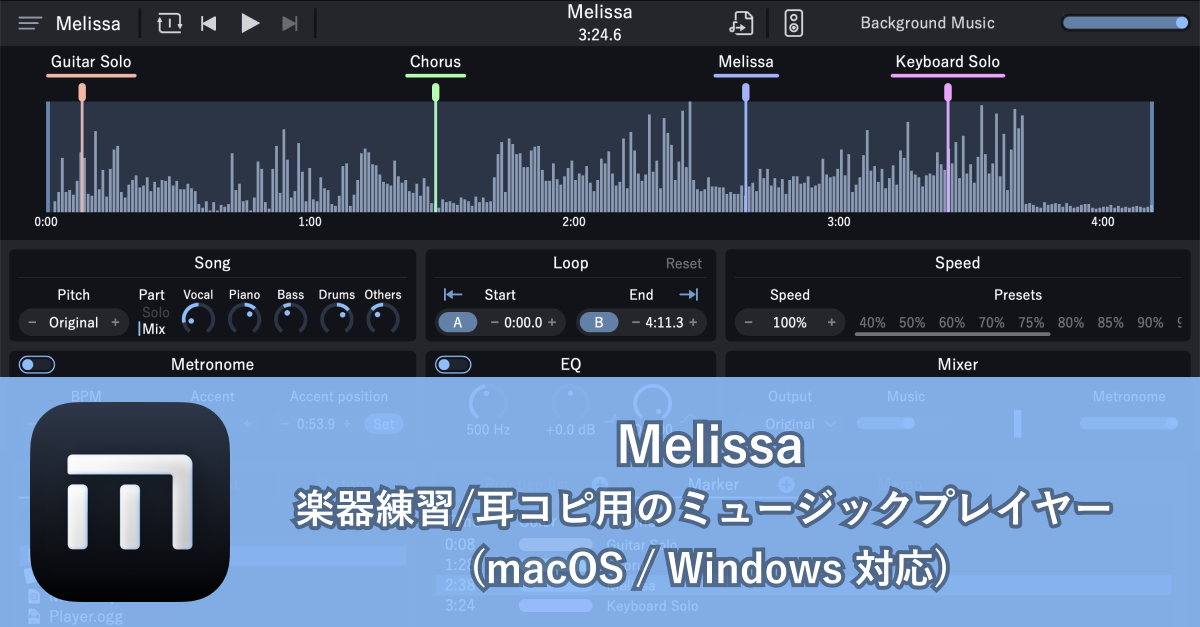 Melissa
Melissa
3:24.6
Background Music
Guitar Solo
Chorus
Melissa
Keyboard Solo
0:00
1:00
2:00
3:00
4:00
Song
Pitch
Part
Vocal
Piano
Bass
Drums
Others
− Original +
Solo
Mix
Loop
Reset
Start
End
A
− 0:00.0 +
B
− 4:11.3 +
Speed
Speed
Presets
− 100% +
40% 50% 60% 70% 75% 80% 85% 90%
Metronome
EQ
Mixer
BPM
Accent
Accent position
− 0:53.9 +
Set
500 Hz
+0.0 dB
Output
Original
Music
Metronome
Melissa
Marker
楽器練習/耳コピ用のミュージックプレイヤー
(macOS / Windows 対応)
0:08
Guitar Solo
2:38
3:24
Keyboard Solo
Player.ogg